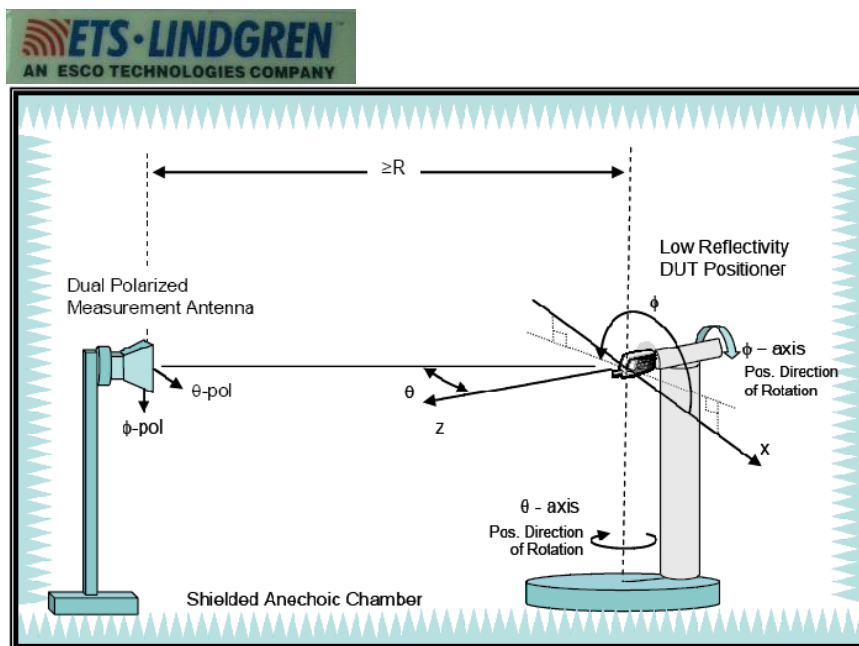 ETS·LINDGREN™
AN ESCO TECHNOLOGIES COMPANY
≥R
Low Reflectivity
DUT Positioner
Dual Polarized
Measurement Antenna
ϕ
ϕ – axis
Pos. Direction
of Rotation
θ-pol
θ
ϕ-pol
z
x
θ - axis
Pos. Direction
of Rotation
Shielded Anechoic Chamber